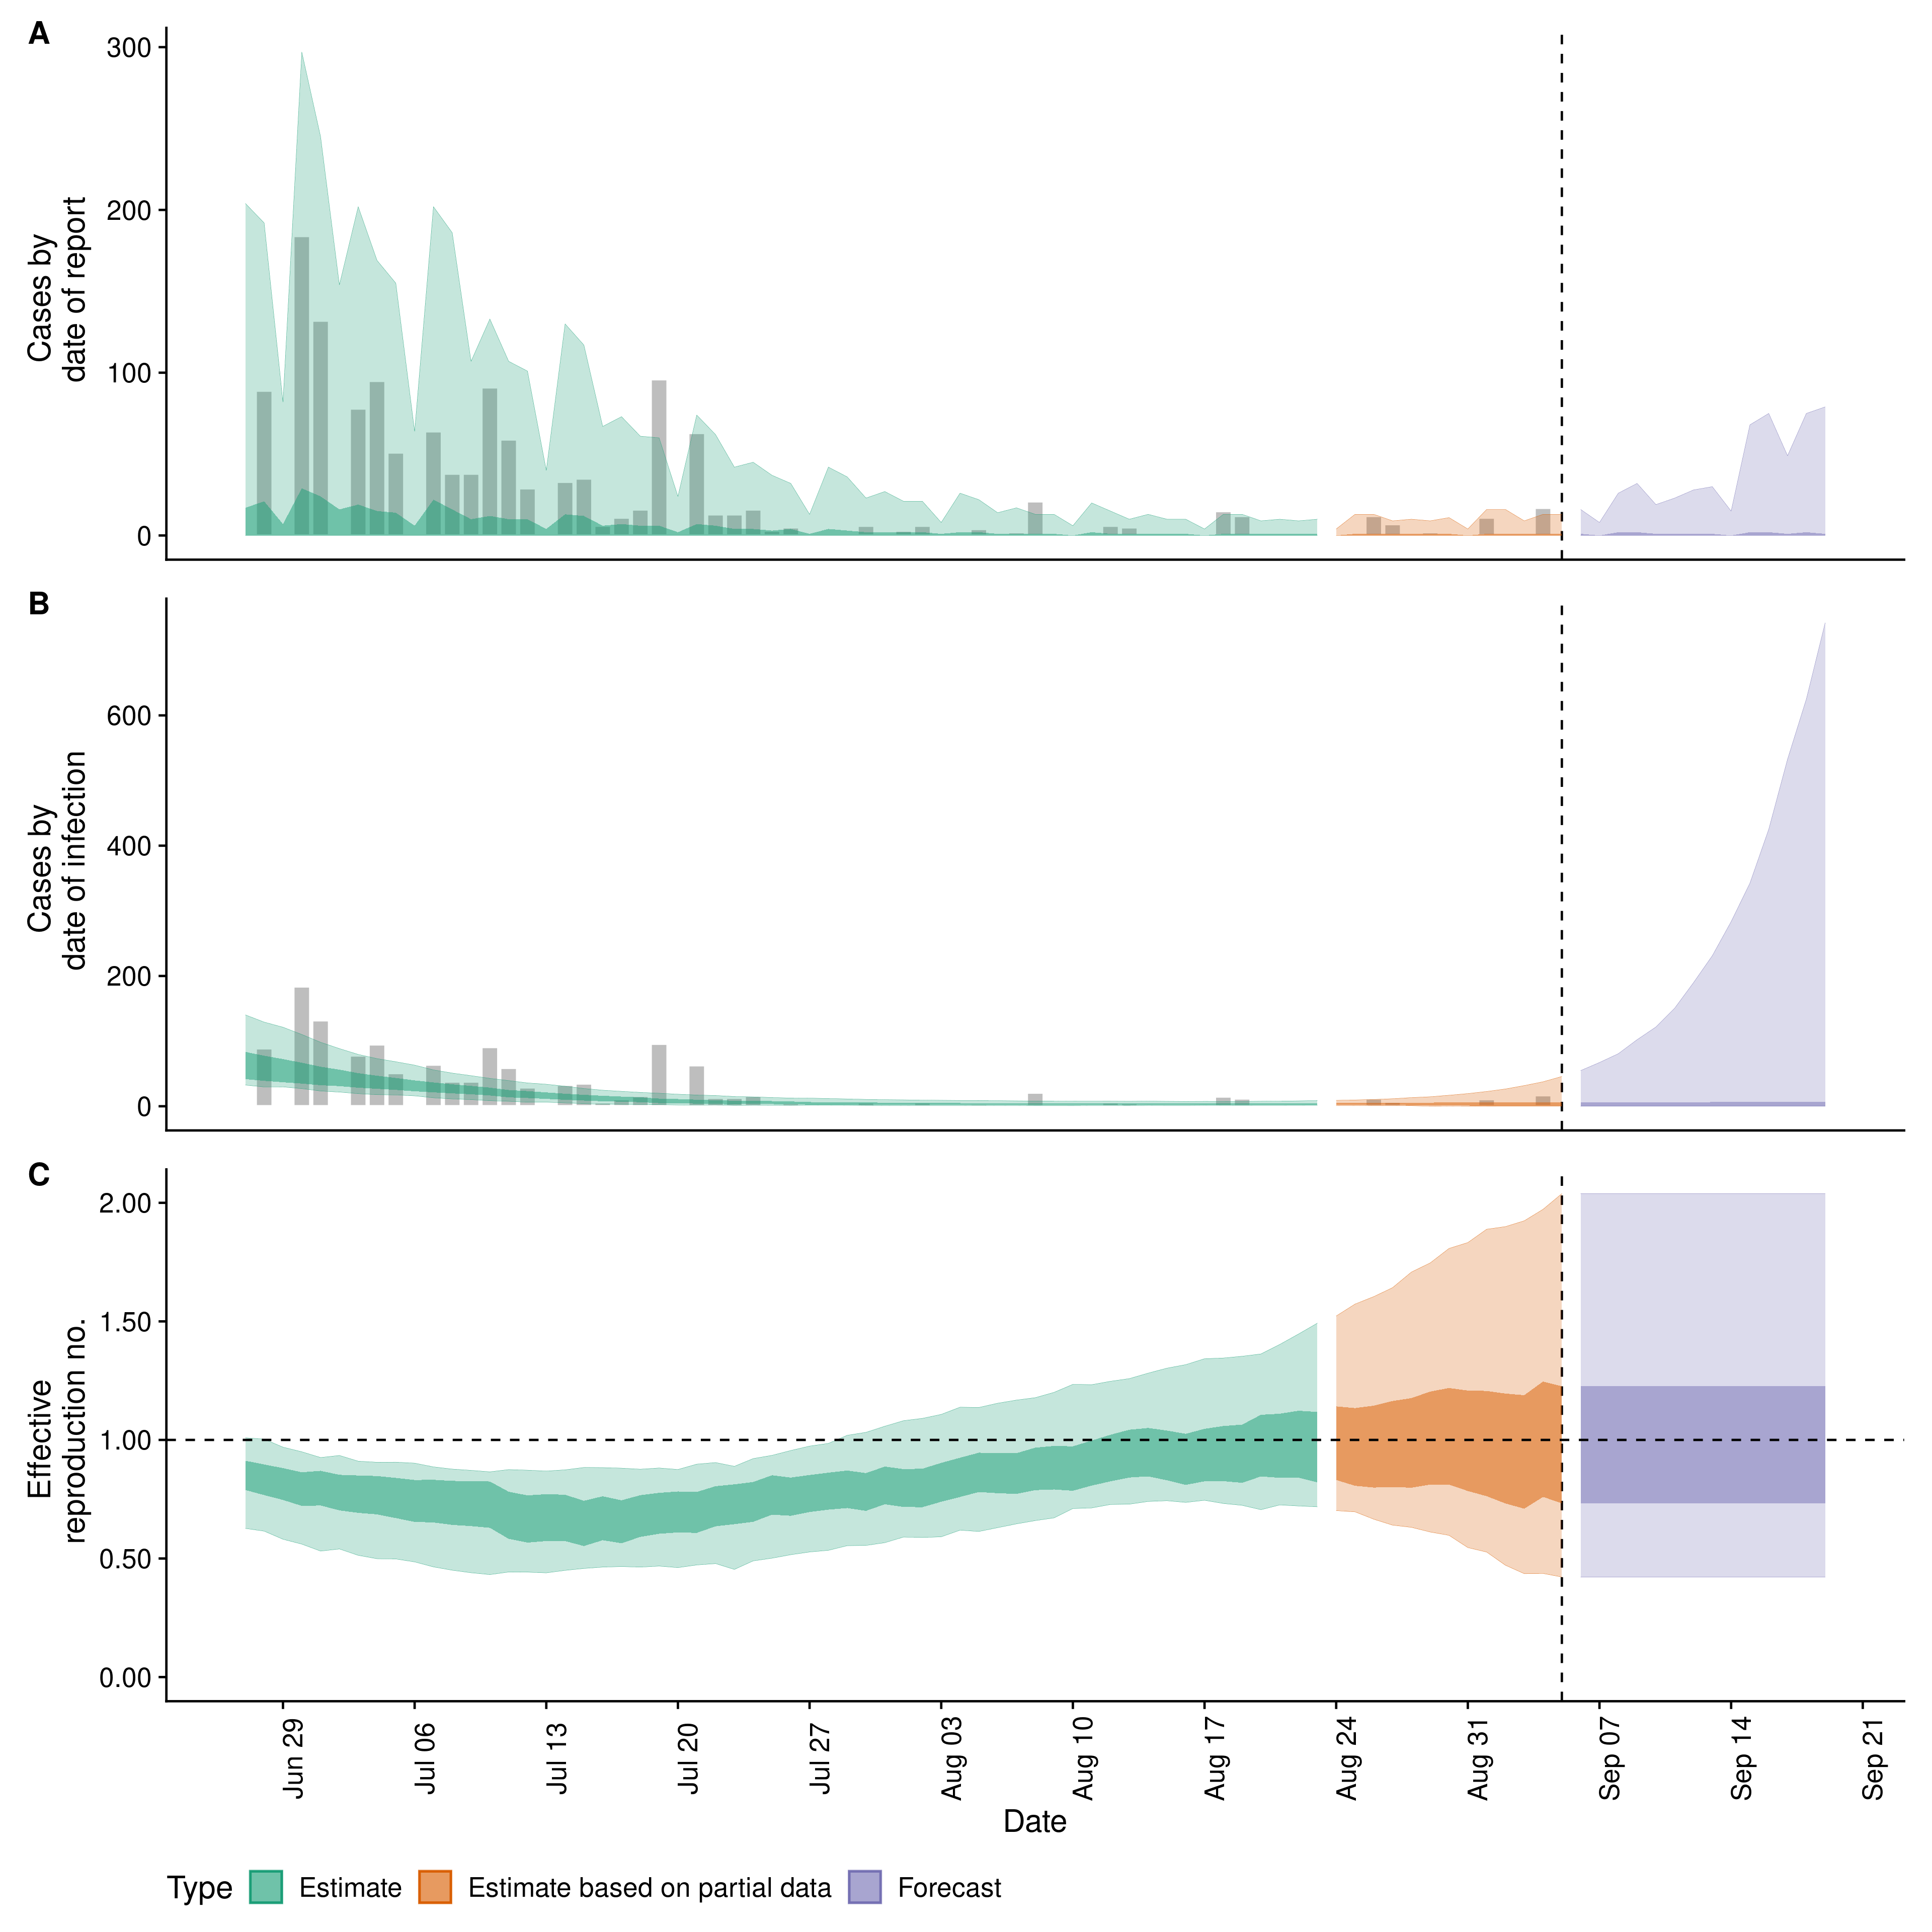 A
300
200
100
0
Cases by
date of report
B
600
400
200
0
Cases by
date of infection
C
2.00
1.50
1.00
0.50
0.00
Effective
reproduction no.
Jun 29
Jul 06
Jul 13
Jul 20
Jul 27
Aug 03
Aug 10
Aug 17
Aug 24
Aug 31
Sep 07
Sep 14
Sep 21
Date
Type Estimate Estimate based on partial data Forecast